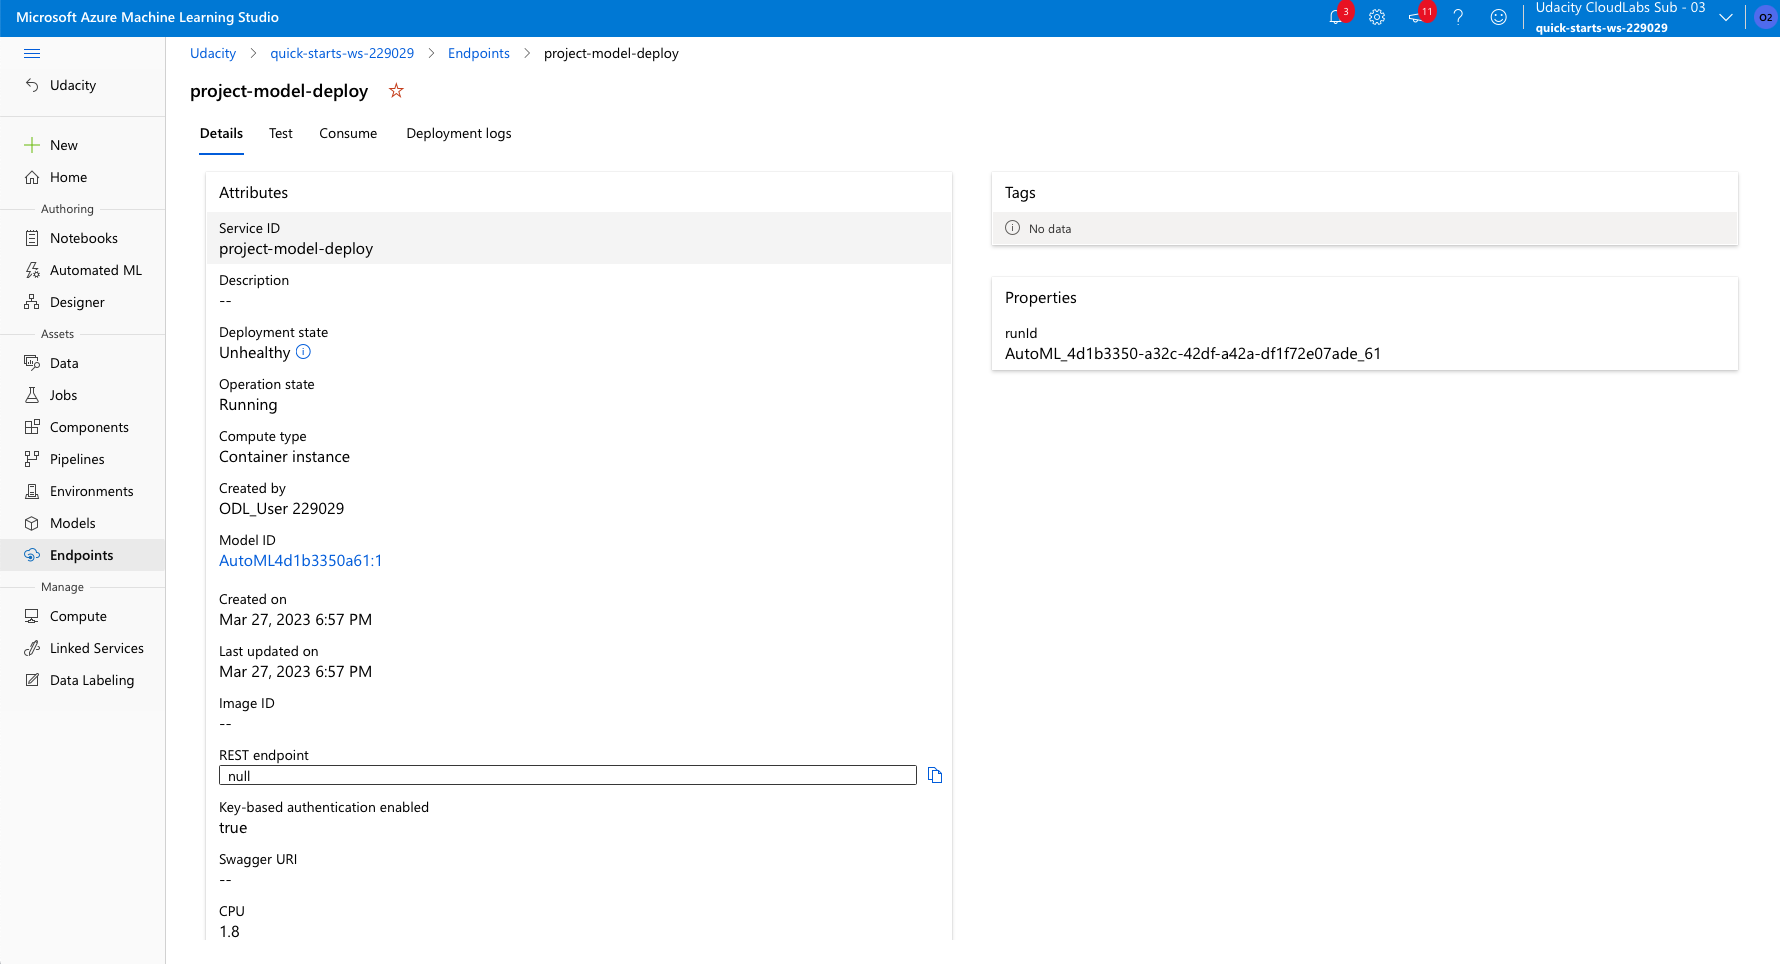 Microsoft Azure Machine Learning Studio
3
11
Udacity CloudLabs Sub - 03
quick-starts-ws-229029
O2
Udacity
New
Home
Authoring
Notebooks
Automated ML
Designer
Assets
Data
Jobs
Components
Pipelines
Environments
Models
Endpoints
Manage
Compute
Linked Services
Data Labeling
Udacity > quick-starts-ws-229029 > Endpoints > project-model-deploy
project-model-deploy
Details Test Consume Deployment logs
Attributes
Service ID
project-model-deploy
Description
--
Deployment state
Unhealthy
Operation state
Running
Compute type
Container instance
Created by
ODL_User 229029
Model ID
AutoML4d1b3350a61:1
Created on
Mar 27, 2023 6:57 PM
Last updated on
Mar 27, 2023 6:57 PM
Image ID
--
REST endpoint
null
Key-based authentication enabled
true
Swagger URI
--
CPU
1.8
Tags
No data
Properties
runId
AutoML_4d1b3350-a32c-42df-a42a-df1f72e07ade_61